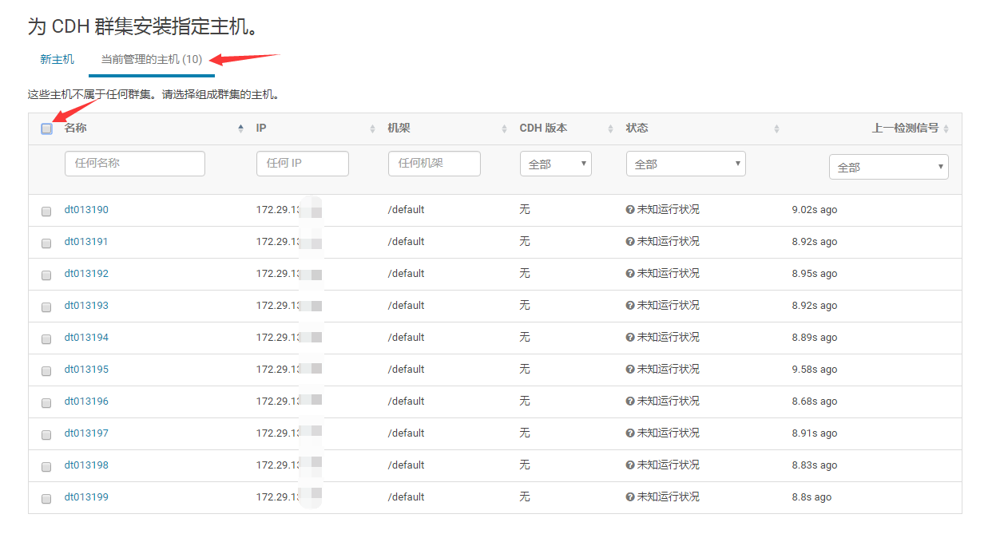 为 CDH 群集安装指定主机。
新主机 当前管理的主机 (10)
这些主机不属于任何群集。请选择组成群集的主机。
名称 IP 机架 CDH 版本 状态 上一检测信号
任何名称 任何 IP 任何机架 全部 全部 全部
dt013190 172.29.13 /default 无 未知运行状况 9.02s ago
dt013191 172.29.13 /default 无 未知运行状况 8.92s ago
dt013192 172.29.13 /default 无 未知运行状况 8.95s ago
dt013193 172.29.13 /default 无 未知运行状况 8.92s ago
dt013194 172.29.13 /default 无 未知运行状况 8.89s ago
dt013195 172.29.13 /default 无 未知运行状况 9.58s ago
dt013196 172.29.13 /default 无 未知运行状况 8.68s ago
dt013197 172.29.13 /default 无 未知运行状况 8.91s ago
dt013198 172.29.13 /default 无 未知运行状况 8.83s ago
dt013199 172.29.13 /default 无 未知运行状况 8.8s ago